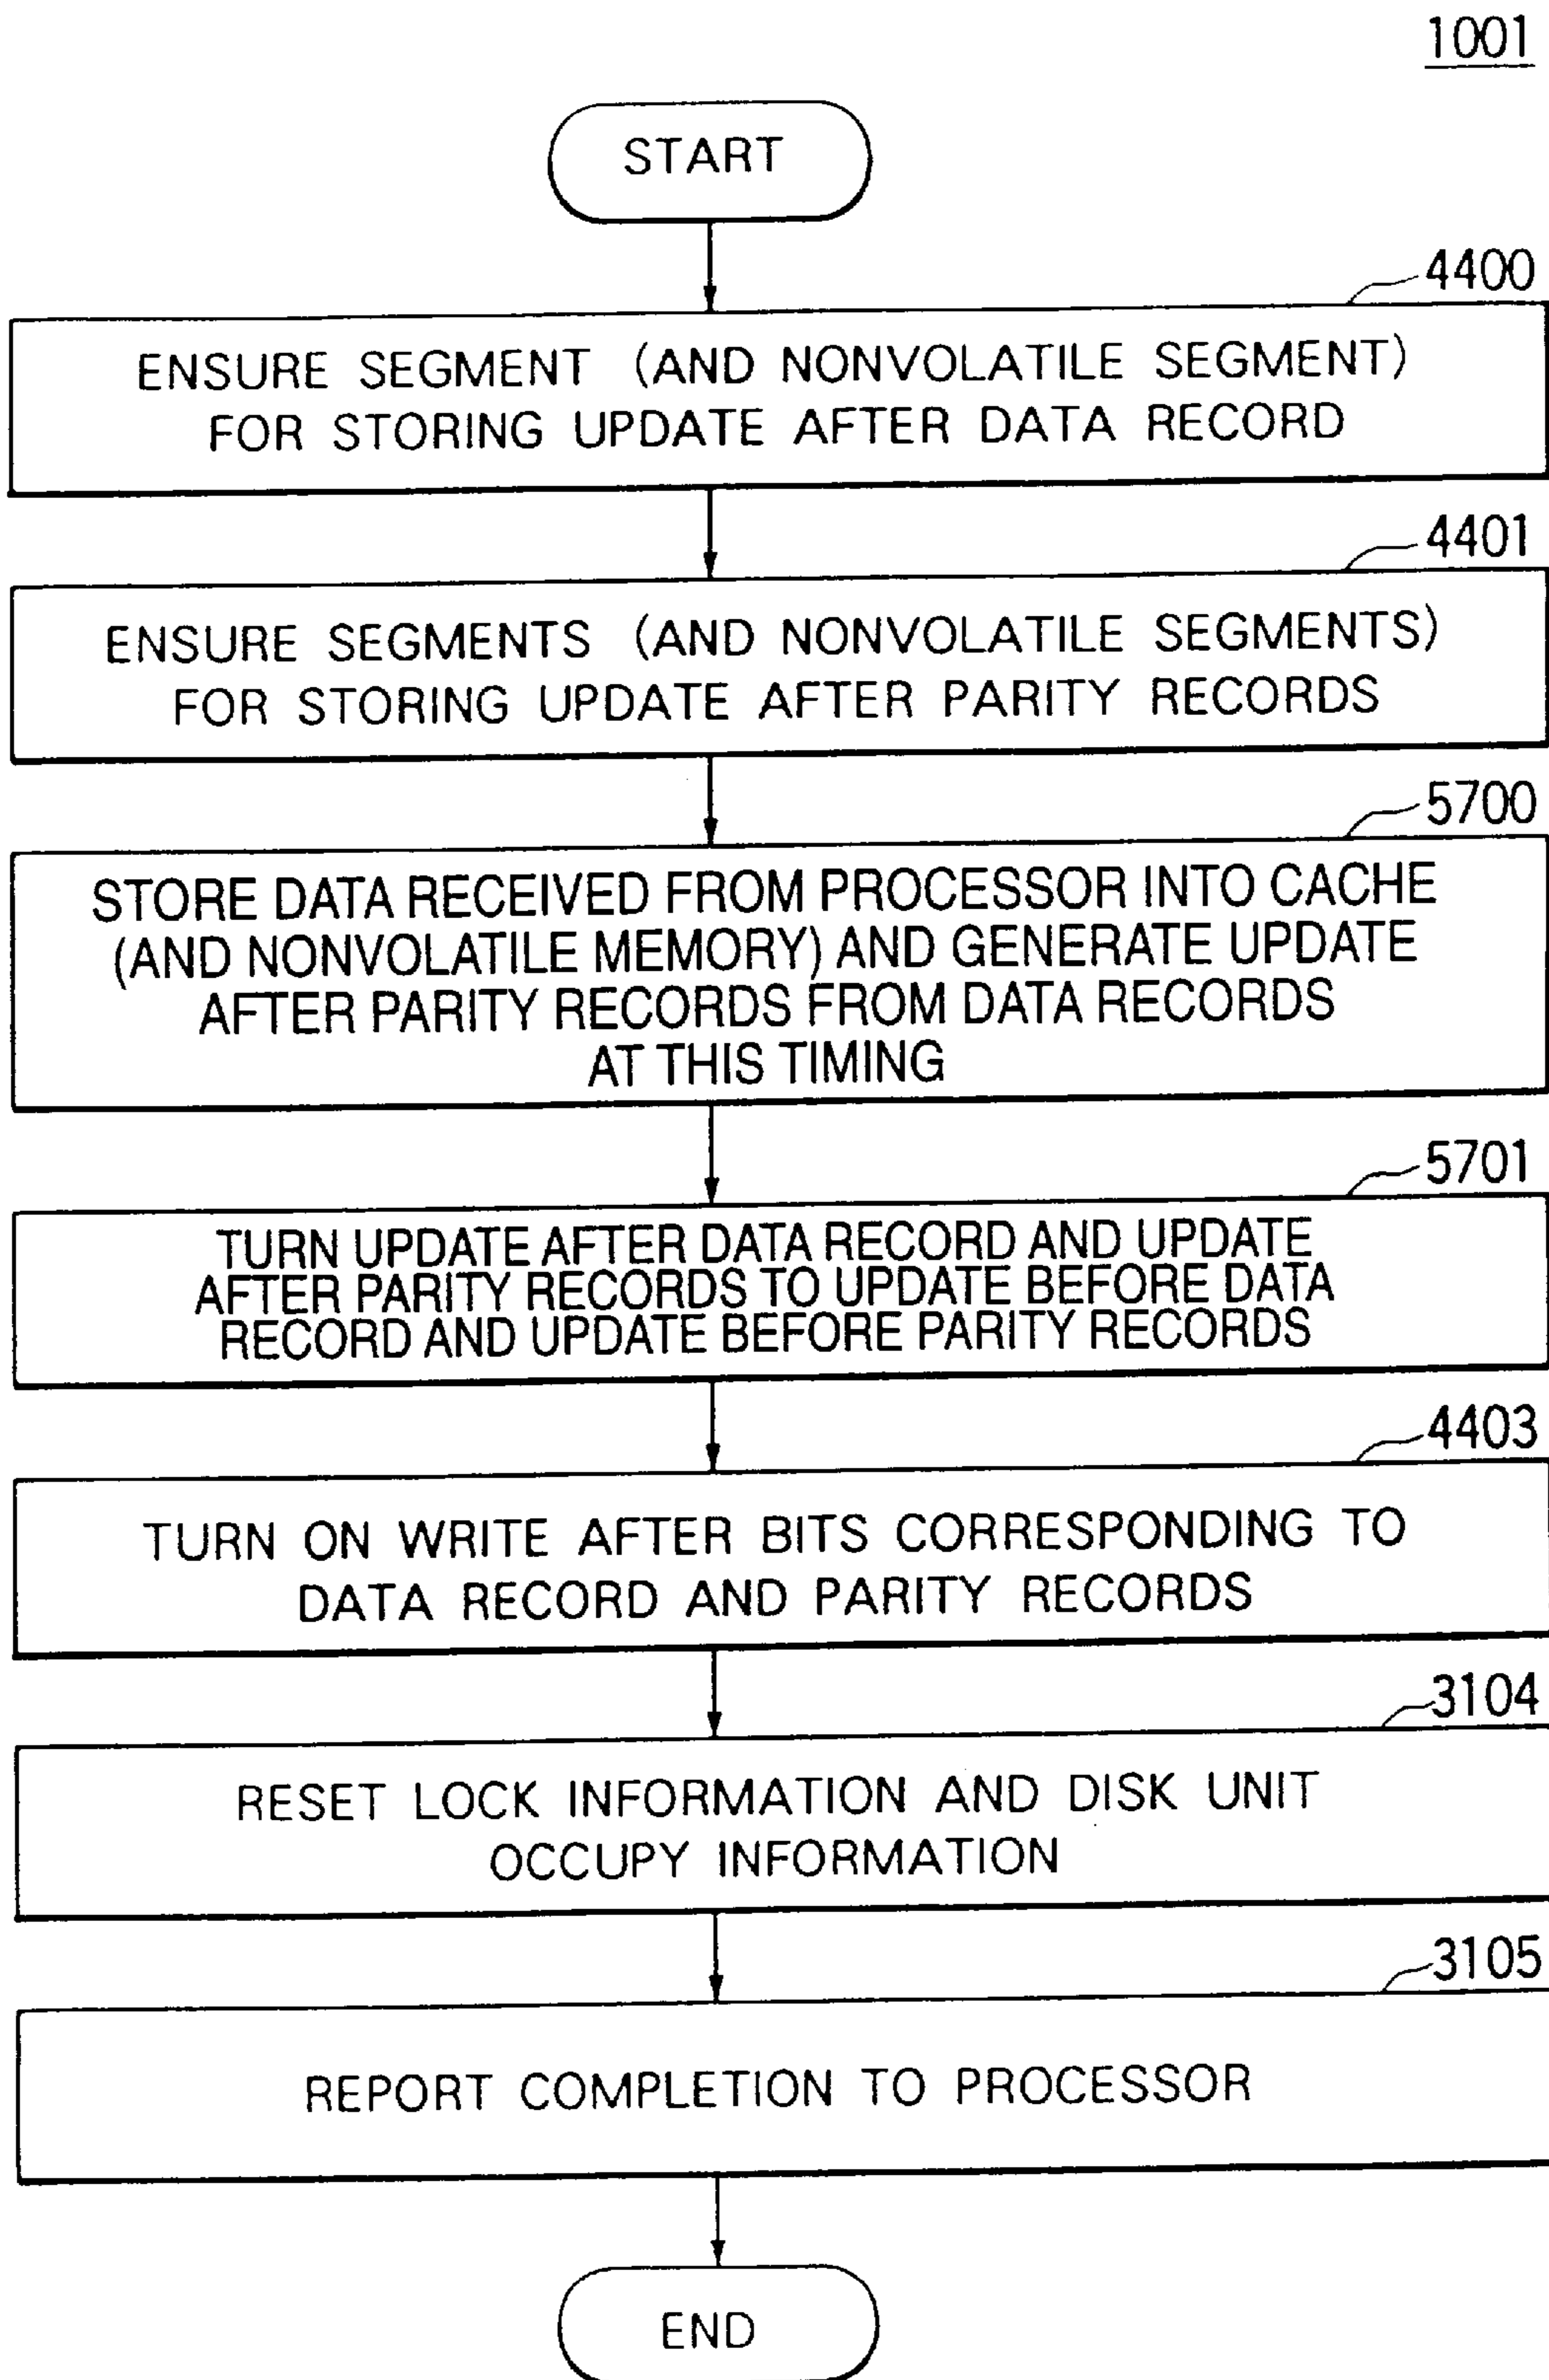 1001
START
4400
ENSURE SEGMENT (AND NONVOLATILE SEGMENT)
FOR STORING UPDATE AFTER DATA RECORD
4401
ENSURE SEGMENTS (AND NONVOLATILE SEGMENTS)
FOR STORING UPDATE AFTER PARITY RECORDS
5700
STORE DATA RECEIVED FROM PROCESSOR INTO CACHE
(AND NONVOLATILE MEMORY) AND GENERATE UPDATE
AFTER PARITY RECORDS FROM DATA RECORDS
AT THIS TIMING
5701
TURN UPDATE AFTER DATA RECORD AND UPDATE
AFTER PARITY RECORDS TO UPDATE BEFORE DATA
RECORD AND UPDATE BEFORE PARITY RECORDS
4403
TURN ON WRITE AFTER BITS CORRESPONDING TO
DATA RECORD AND PARITY RECORDS
3104
RESET LOCK INFORMATION AND DISK UNIT
OCCUPY INFORMATION
3105
REPORT COMPLETION TO PROCESSOR
END